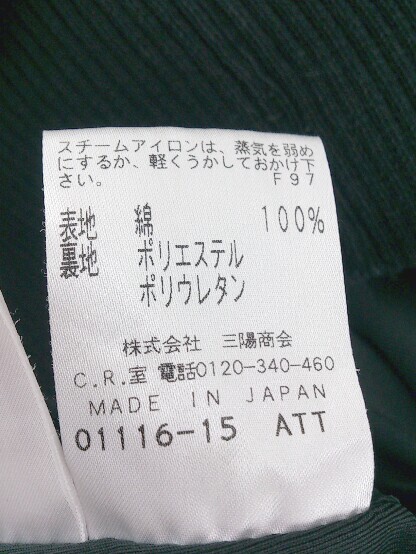 スチームアイロンは、蒸気を弱め
にするか、軽くうかしておかけ下
さい。 F97
表地 綿 100%
裏地 ポリエステル
ポリウレタン
株式会社 三陽商会
C.R.室 電話0120-340-460
MADE IN JAPAN
01116-15 ATT